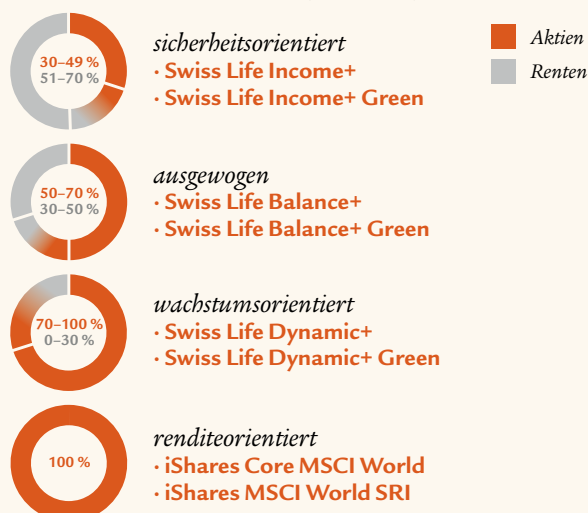 30–49 %
51–70 %
sicherheitsorientiert
· Swiss Life Income+
· Swiss Life Income+ Green
Aktien
Renten
50–70 %
30–50 %
ausgewogen
· Swiss Life Balance+
· Swiss Life Balance+ Green
70–100 %
0–30 %
wachstumsorientiert
· Swiss Life Dynamic+
· Swiss Life Dynamic+ Green
100 %
renditeorientiert
· iShares Core MSCI World
· iShares MSCI World SRI